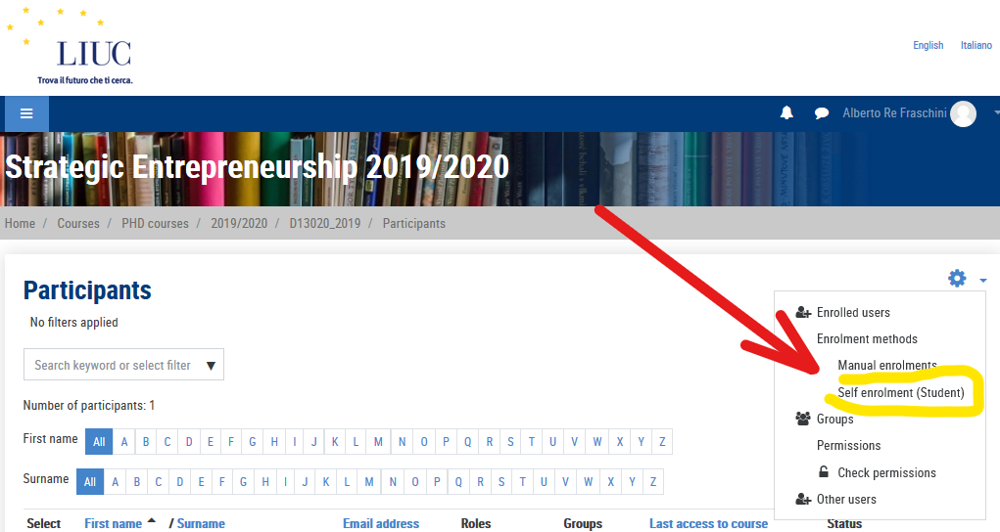 LIUC
Trova il futuro che ti cerca.
English Italiano
Alberto Re Fraschini
Strategic Entrepreneurship 2019/2020
Home / Courses / PHD courses / 2019/2020 / D13020_2019 / Participants
Participants
No filters applied
Search keyword or select filter ▼
Number of participants: 1
First name All A B C D E F G H I J K L M N O P Q R S T U V W X Y Z
Surname All A B C D E F G H I J K L M N O P Q R S T U V W X Y Z
Select First name / Surname Email address Roles Groups Last access to course Status
Enrolled users
Enrolment methods
Manual enrolments
Self enrolment (Student)
Groups
Permissions
Check permissions
Other users